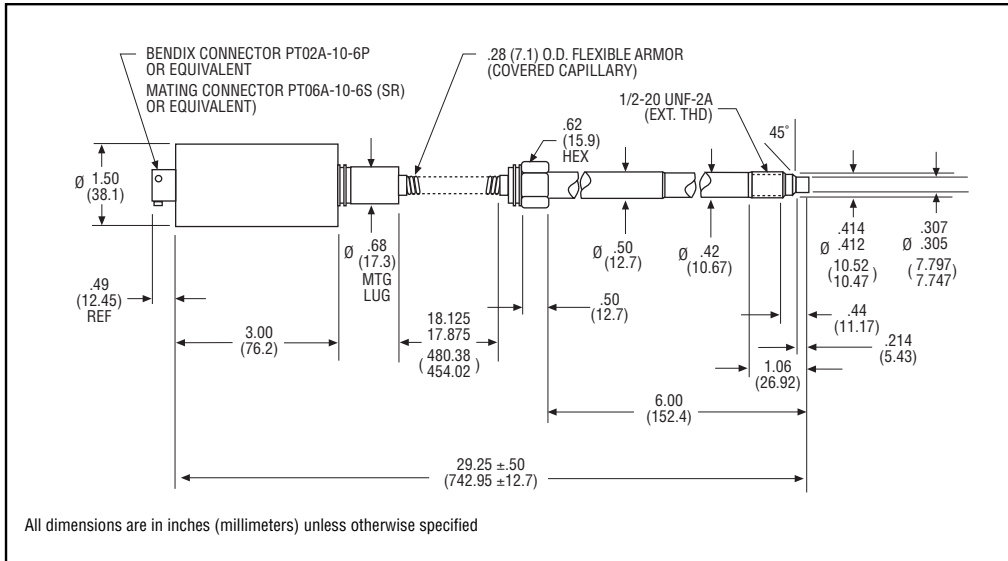 BENDIX CONNECTOR PT02A-10-6P
OR EQUIVALENT
MATING CONNECTOR PT06A-10-6S (SR)
OR EQUIVALENT)
.28 (7.1) O.D. FLEXIBLE ARMOR
(COVERED CAPILLARY)
1/2-20 UNF-2A
(EXT. THD)
45°
.62
(15.9)
HEX
Ø 1.50
(38.1)
.49
(12.45)
REF
3.00
(76.2)
Ø .68
(17.3)
MTG
LUG
18.125
17.875
(480.38
454.02)
Ø .50
(12.7)
.50
(12.7)
Ø .42
(10.67)
Ø .414
.412
(10.52
10.47)
Ø .307
.305
(7.797
7.747)
.44
(11.17)
.214
(5.43)
1.06
(26.92)
6.00
(152.4)
29.25 ±.50
(742.95 ±12.7)
All dimensions are in inches (millimeters) unless otherwise specified